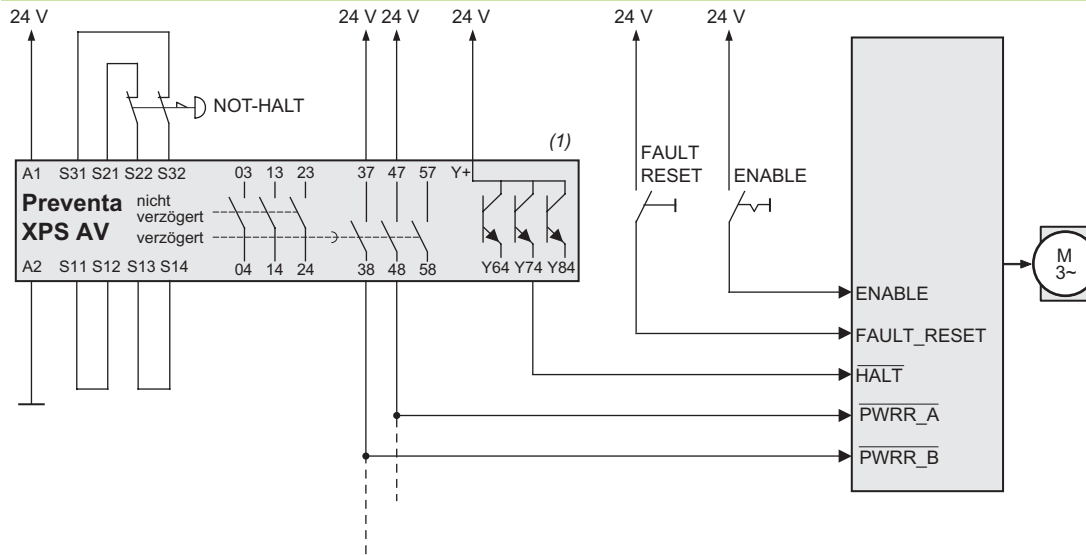 24 V
24 V 24 V
24 V
24 V
24 V
NOT-HALT
(1)
FAULT
RESET
ENABLE
A1 S31 S21 S22 S32 03 13 23 37 47 57 Y+
Preventa
XPS AV
nicht
verzögert
verzögert
A2 S11 S12 S13 S14 04 14 24 38 48 58 Y64 Y74 Y84
M
3~
ENABLE
FAULT_RESET
HALT
PWRR_A
PWRR_B